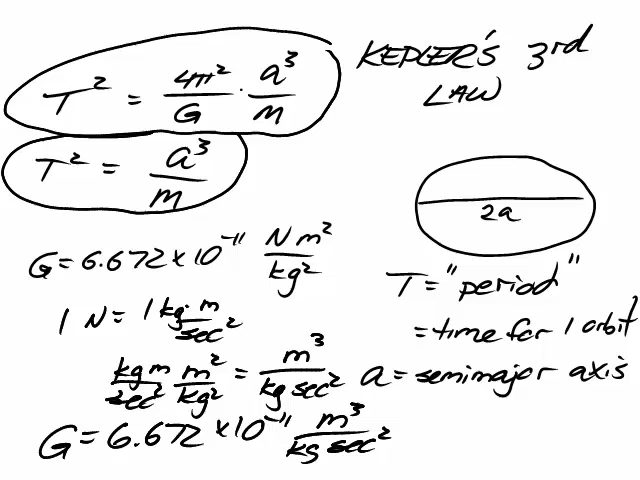 T² = 4π²/G · a³/m
KEPLER'S 3rd
LAW
T² = a³/m
2a
G = 6.672 x 10⁻¹¹ N m²/kg²
T = "period"
1 N = 1 kg m/sec²
= time for 1 orbit
kg m/sec² m²/kg² = m³/kg sec²
a = semimajor axis
G = 6.672 x 10⁻¹¹ m³/kg sec²